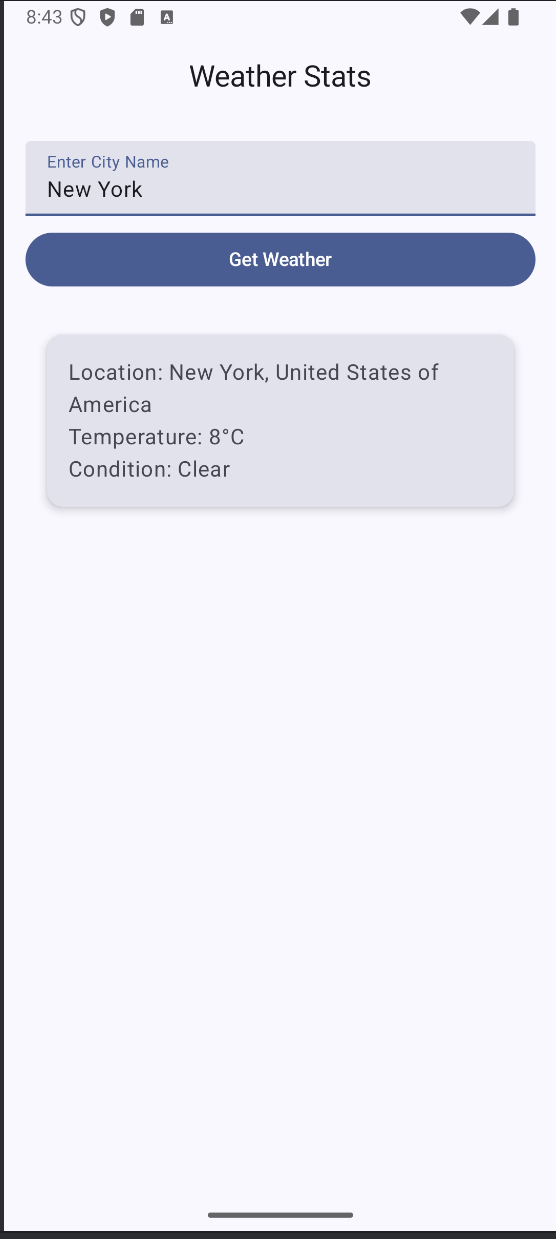 8:43
Weather Stats
Enter City Name
New York
Get Weather
Location: New York, United States of
America
Temperature: 8°C
Condition: Clear